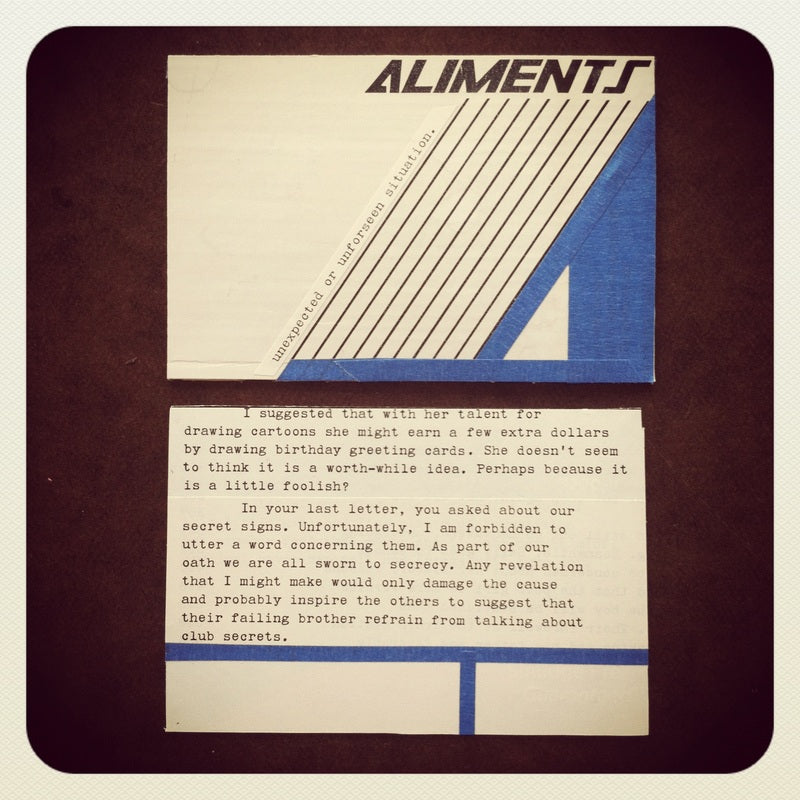 ALIMENTS
unexpected or unforseen situation.
I suggested that with her talent for
drawing cartoons she might earn a few extra dollars
by drawing birthday greeting cards. She doesn't seem
to think it is a worth-while idea. Perhaps because it
is a little foolish?
In your last letter, you asked about our
secret signs. Unfortunately, I am forbidden to
utter a word concerning them. As part of our
oath we are all sworn to secrecy. Any revelation
that I might make would only damage the cause
and probably inspire the others to suggest that
their failing brother refrain from talking about
club secrets.